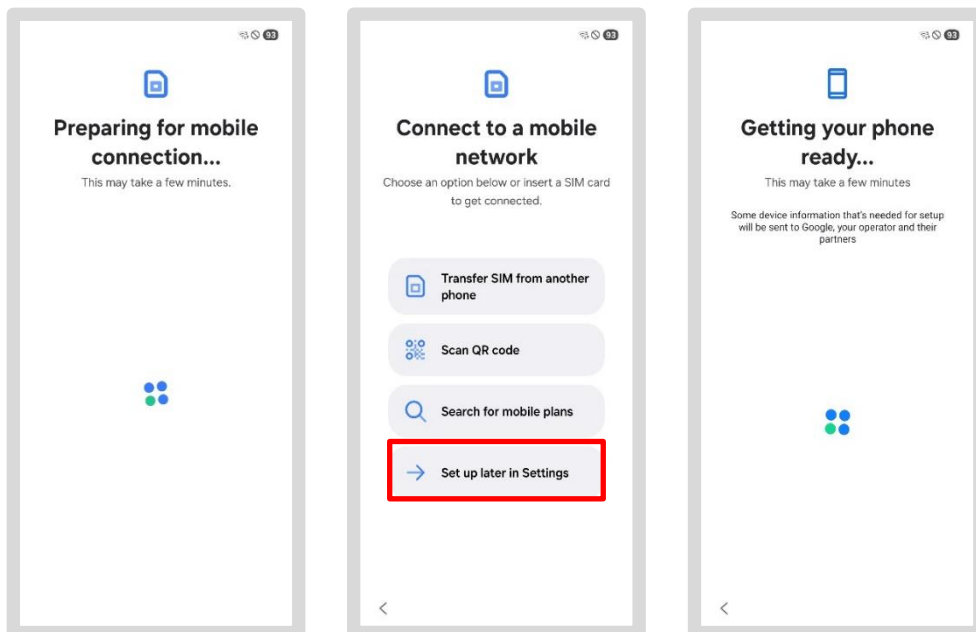 93
Preparing for mobile
connection...
This may take a few minutes.
93
Connect to a mobile
network
Choose an option below or insert a SIM card
to get connected.
Transfer SIM from another
phone
Scan QR code
Search for mobile plans
Set up later in Settings
93
Getting your phone
ready...
This may take a few minutes
Some device information that's needed for setup
will be sent to Google, your operator and their
partners